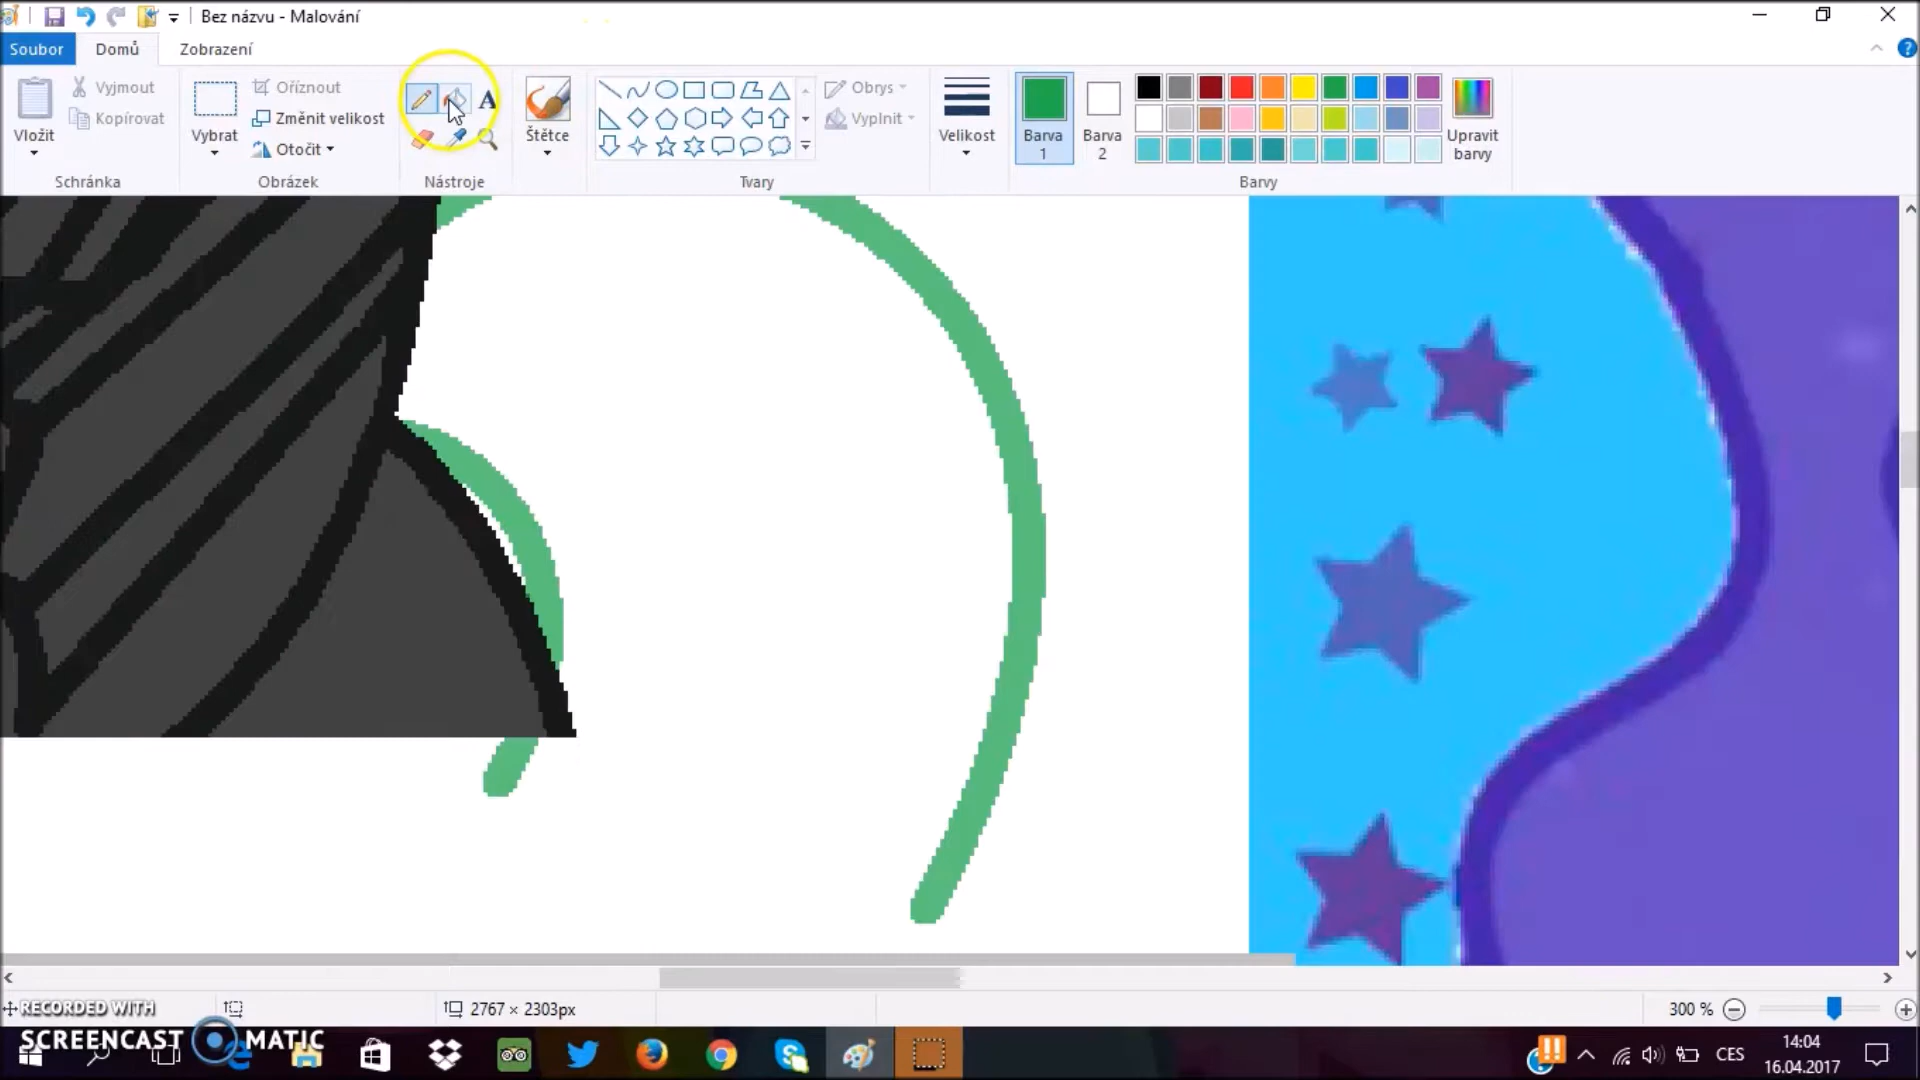 Bez názvu - Malování
Soubor
Domů
Zobrazení
Vložit
Vyjmout
Kopírovat
Schránka
Vybrat
Oříznout
Změnit velikost
Otočit
Obrázek
A
Nástroje
Štětce
Tvary
Obrys
Vyplnit
Velikost
Barva 1
Barva 2
Barvy
Upravit barvy
2767 × 2303px
300 %
RECORDED WITH
SCREENCAST MATIC
CES
14:04
16.04.2017